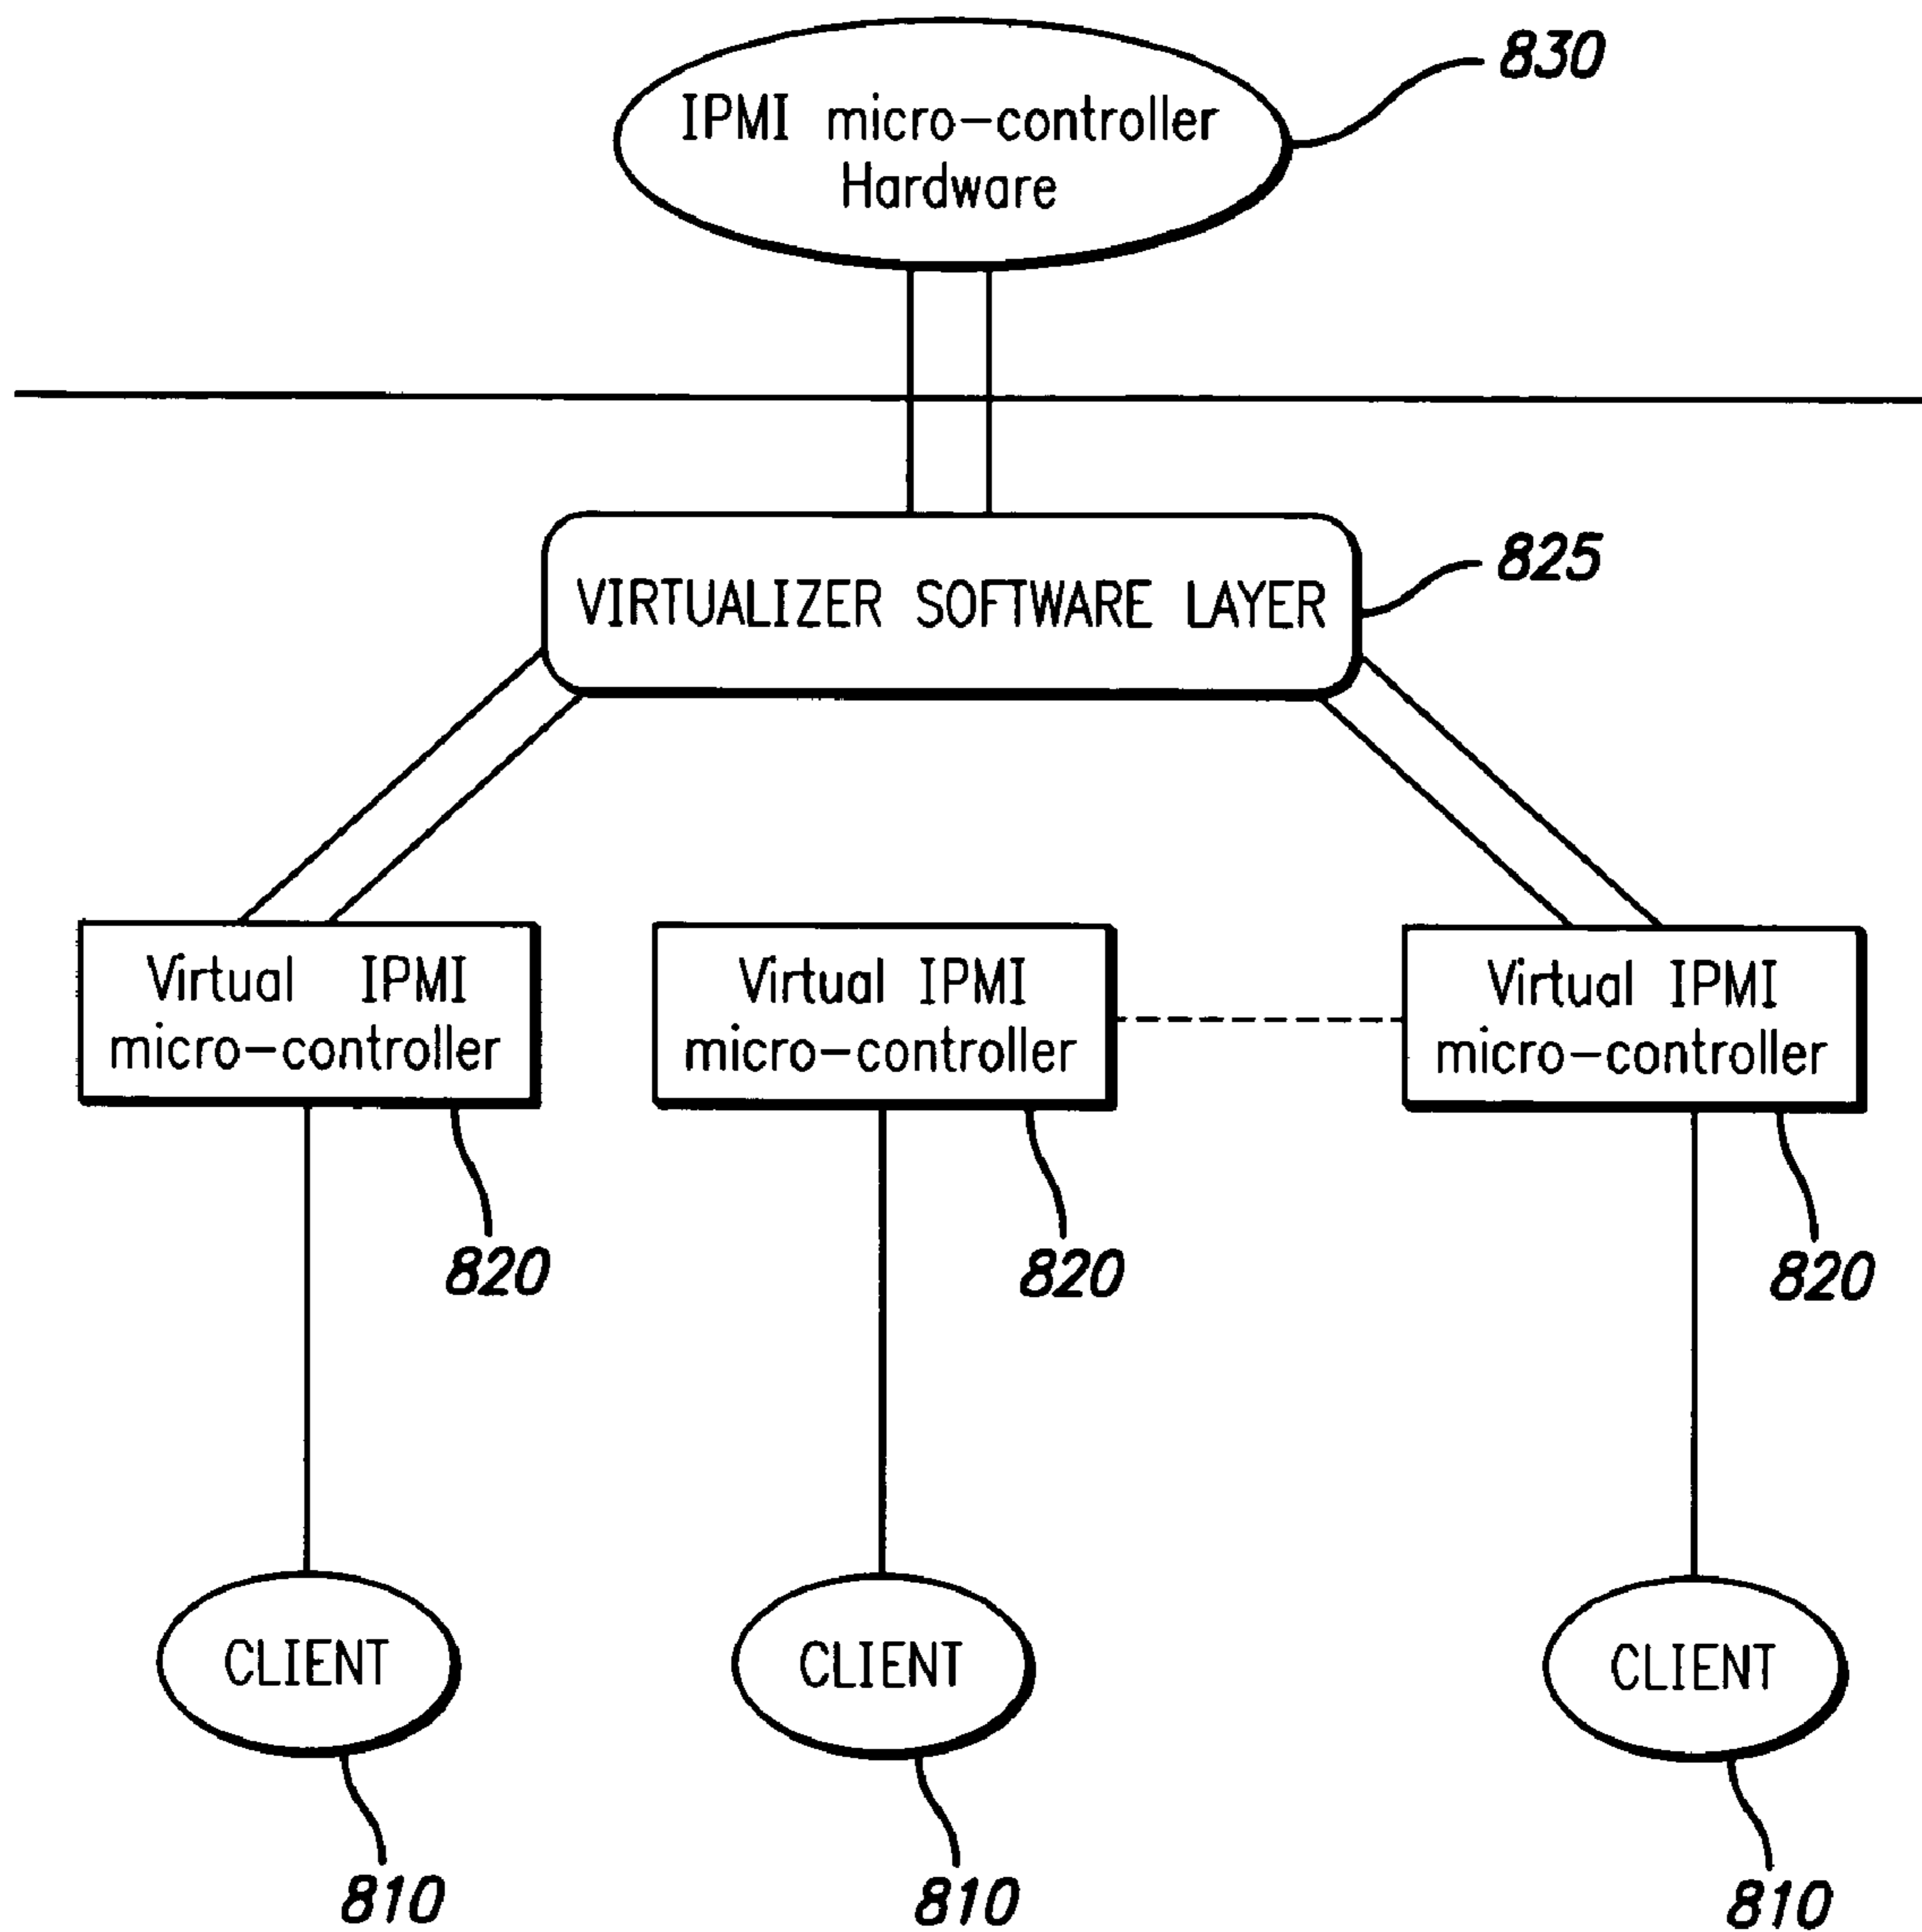 830
IPMI micro-controller
Hardware
825
VIRTUALIZER SOFTWARE LAYER
Virtual IPMI
micro-controller
Virtual IPMI
micro-controller
Virtual IPMI
micro-controller
820
820
820
CLIENT
CLIENT
CLIENT
810
810
810